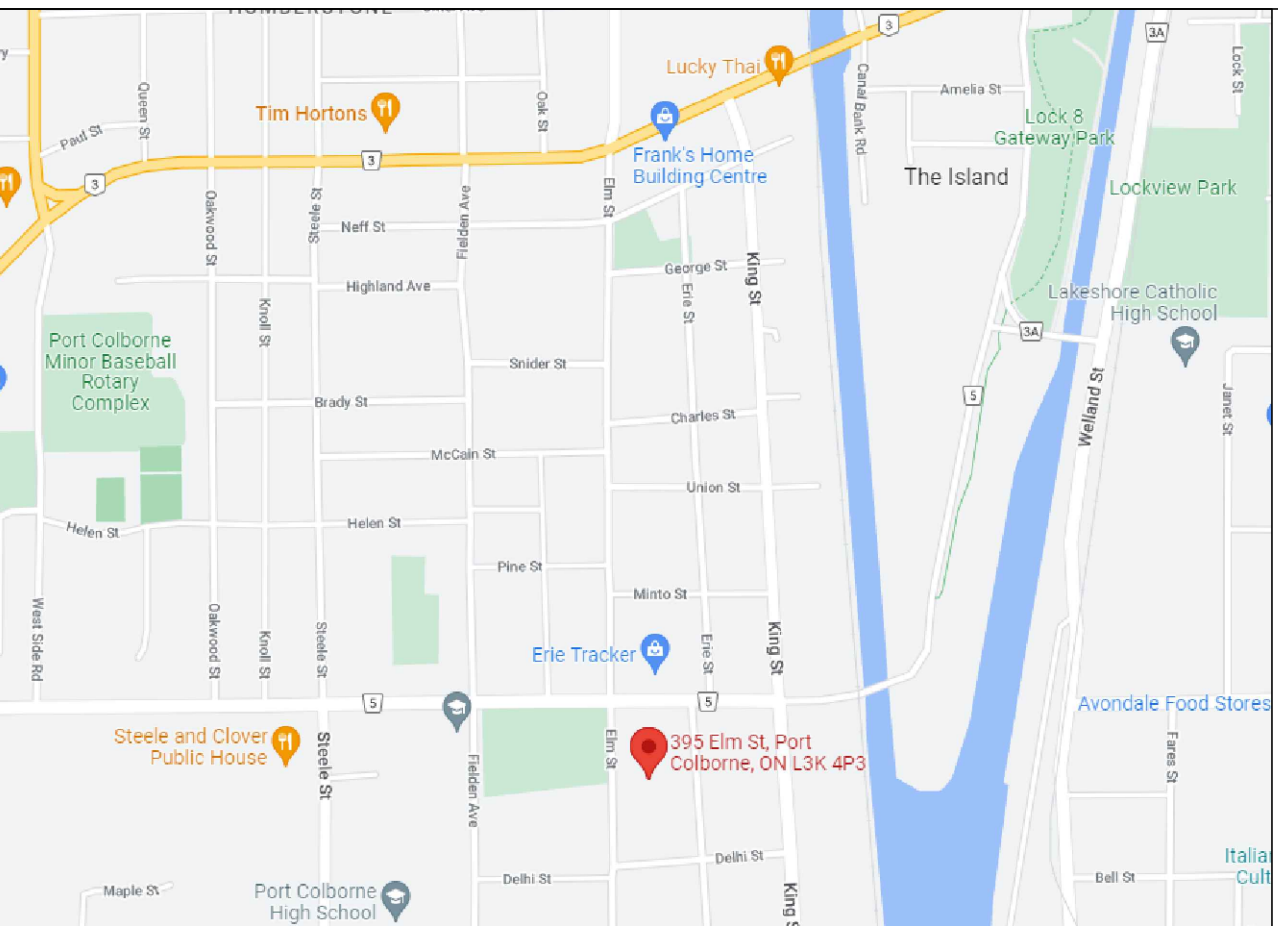 3
3A
Lock St
Lucky Thai
Canal Bank Rd
Amelia St
Queen St
Tim Hortons
Oak St
Lock 8
Gateway Park
Paul St
3
Frank's Home
Building Centre
The Island
Lockview Park
3
Oakwood St
Steele St
Fielden Ave
Elm St
Neff St
King St
George St
Highland Ave
Erie St
Knoll St
Lakeshore Catholic
High School
3A
Port Colborne
Minor Baseball
Rotary
Complex
Snider St
Welland St
5
Janet St
Brady St
Charles St
McCain St
Union St
Helen St
Helen St
Pine St
Minto St
West Side Rd
Oakwood St
Knoll St
Steele St
Erie St
King St
Erie Tracker
5
5
Avondale Food Stores
Steele and Clover
Public House
Steele St
Fielden Ave
Elm St
395 Elm St, Port
Colborne, ON L3K 4P3
Fares St
Delhi St
Delhi St
Maple St
Port Colborne
High School
King S
Bell St